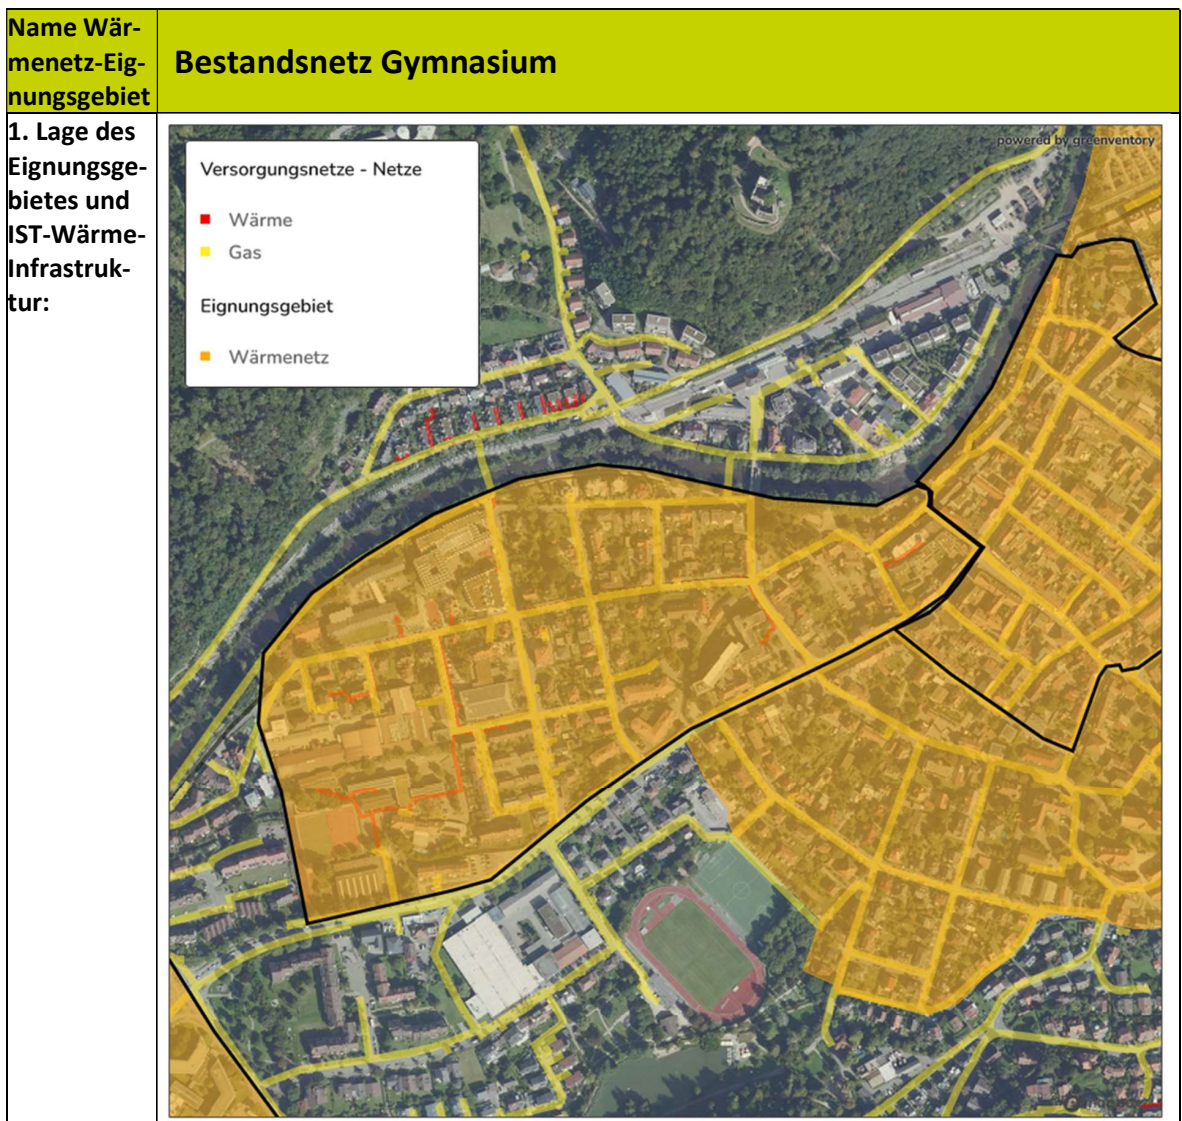 Name Wär-
menetz-Eig-
nungsgebiet
Bestandsnetz Gymnasium
1. Lage des
Eignungsge-
bietes und
IST-Wärme-
Infrastruk-
tur:
powered by greenventory
Versorgungsnetze - Netze
Wärme
Gas
Eignungsgebiet
Wärmenetz